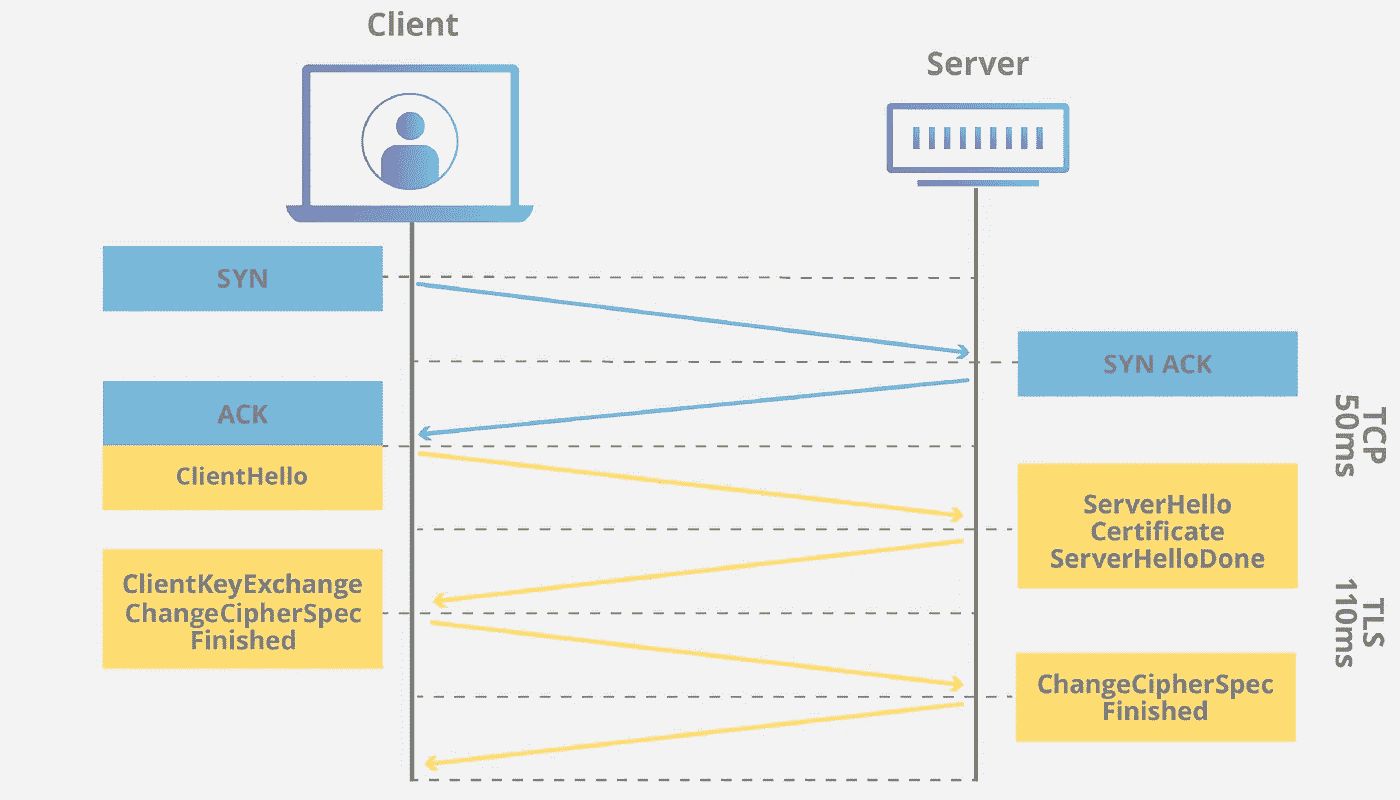 Client
Server
SYN
SYN ACK
ACK
ClientHello
TCP
50ms
ServerHello
Certificate
ServerHelloDone
ClientKeyExchange
ChangeCipherSpec
Finished
TLS
110ms
ChangeCipherSpec
Finished